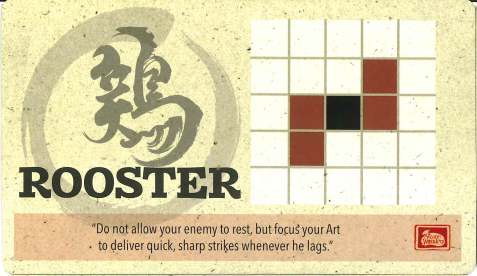 鶏
ROOSTER
"Do not allow your enemy to rest, but focus your Art
to deliver quick, sharp strikes whenever he lags."